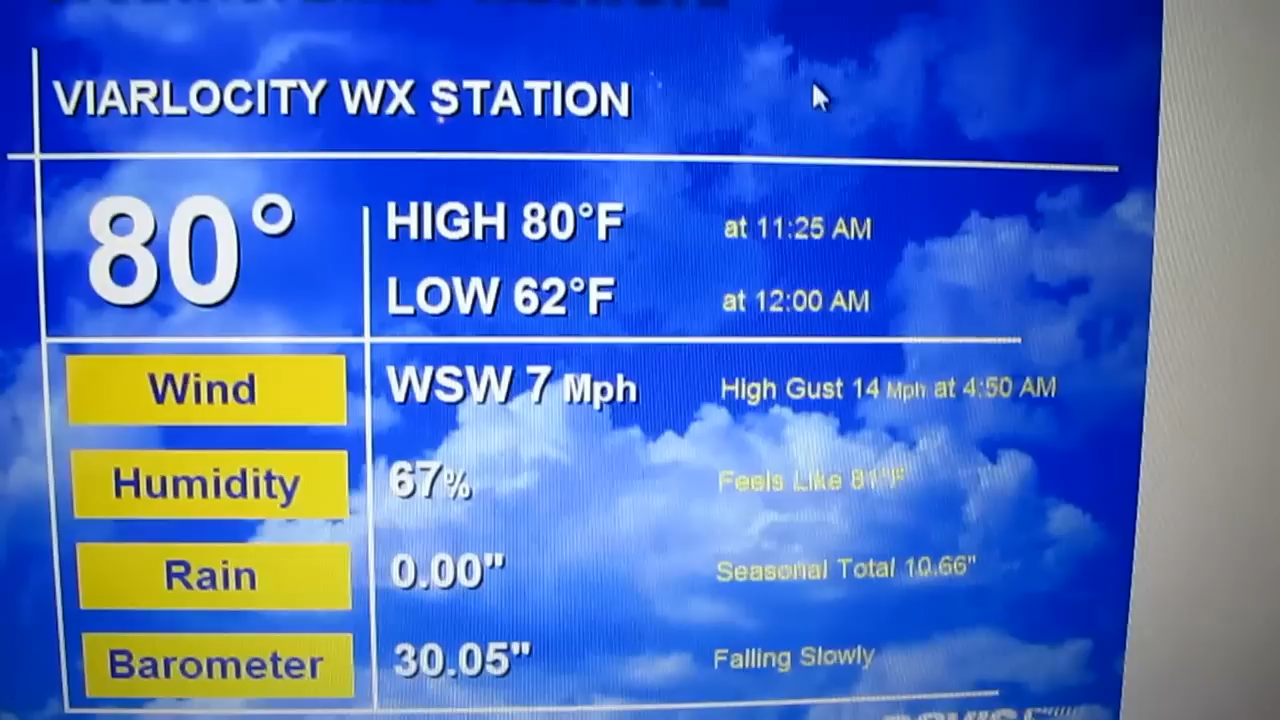 VIARLOCITY WX STATION
80°
HIGH 80°F at 11:25 AM
LOW 62°F at 12:00 AM
Wind WSW 7 Mph High Gust 14 Mph at 4:50 AM
Humidity 67% Feels Like 81°F
Rain 0.00" Seasonal Total 10.66"
Barometer 30.05" Falling Slowly